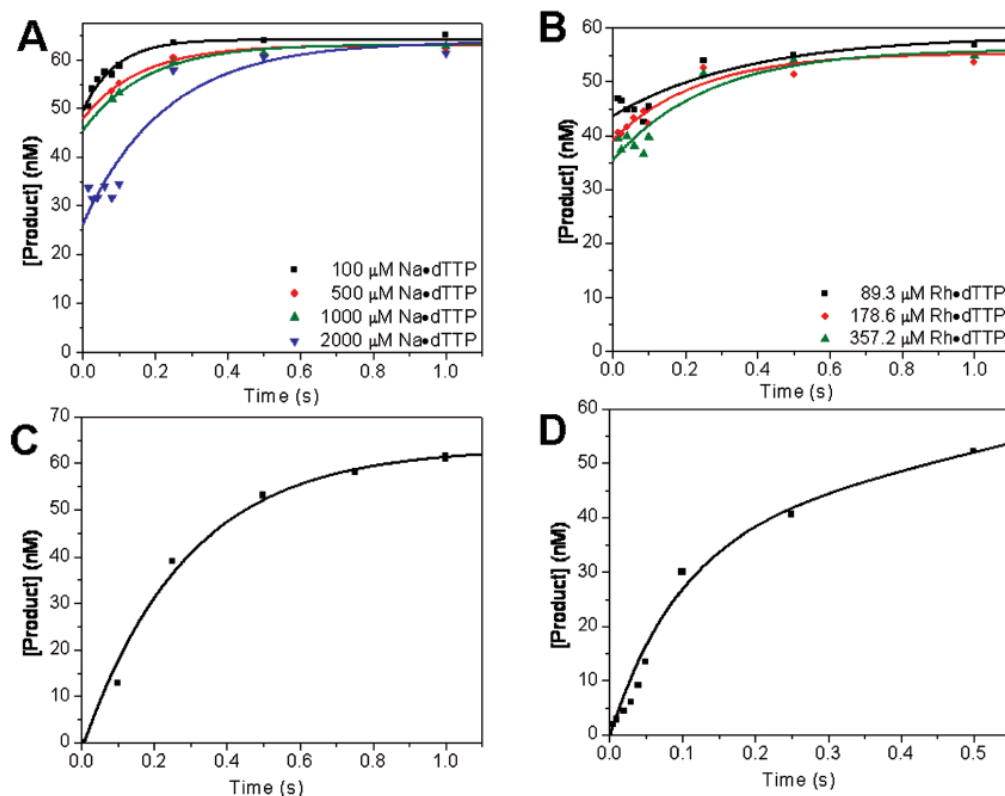 A
[Product] (nM)
60
50
40
30
20
10
0
100 μM Na•dTTP
500 μM Na•dTTP
1000 μM Na•dTTP
2000 μM Na•dTTP
0.0 0.2 0.4 0.6 0.8 1.0
Time (s)
B
[Product] (nM)
60
50
40
30
20
10
0
89.3 μM Rh•dTTP
178.6 μM Rh•dTTP
357.2 μM Rh•dTTP
0.0 0.2 0.4 0.6 0.8 1.0
Time (s)
C
[Product] (nM)
70
60
50
40
30
20
10
0
0.0 0.2 0.4 0.6 0.8 1.0
Time (s)
D
[Product] (nM)
60
50
40
30
20
10
0
0.0 0.1 0.2 0.3 0.4 0.5
Time (s)